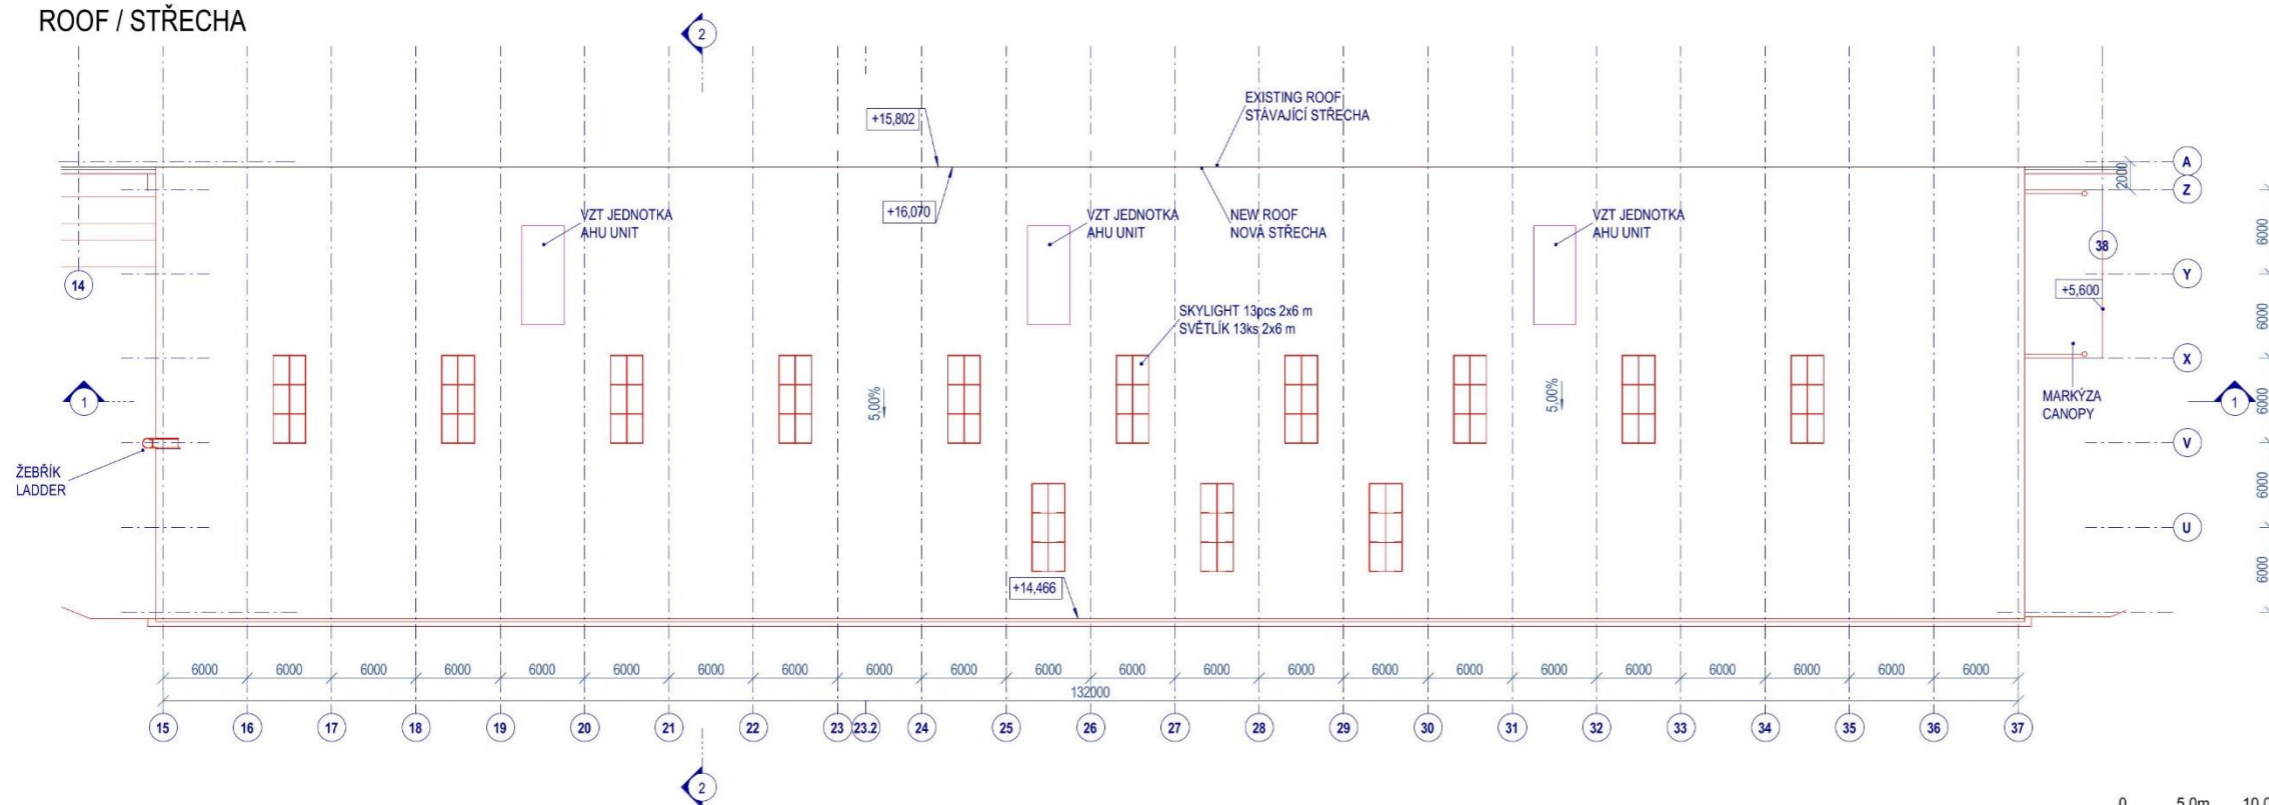 ROOF / STŘECHA
2
EXISTING ROOF
STÁVAJÍCÍ STŘECHA
+15,802
A
2000
Z
+16,070
VZT JEDNOTKA
AHU UNIT
VZT JEDNOTKA
AHU UNIT
NEW ROOF
NOVÁ STŘECHA
VZT JEDNOTKA
AHU UNIT
6000
38
14
Y
+5,600
SKYLIGHT 13pcs 2x6 m
SVĚTLÍK 13ks 2x6 m
6000
X
1
5,00%
5,00%
MARKÝZA
CANOPY
1
6000
V
ŽEBŘÍK
LADDER
6000
U
+14,466
6000
6000 6000 6000 6000 6000 6000 6000 6000 6000 6000 6000 6000 6000 6000 6000 6000 6000 6000 6000 6000 6000 6000
132000
15 16 17 18 19 20 21 22 23 23.2 24 25 26 27 28 29 30 31 32 33 34 35 36 37
2
0 5,0m 10,0